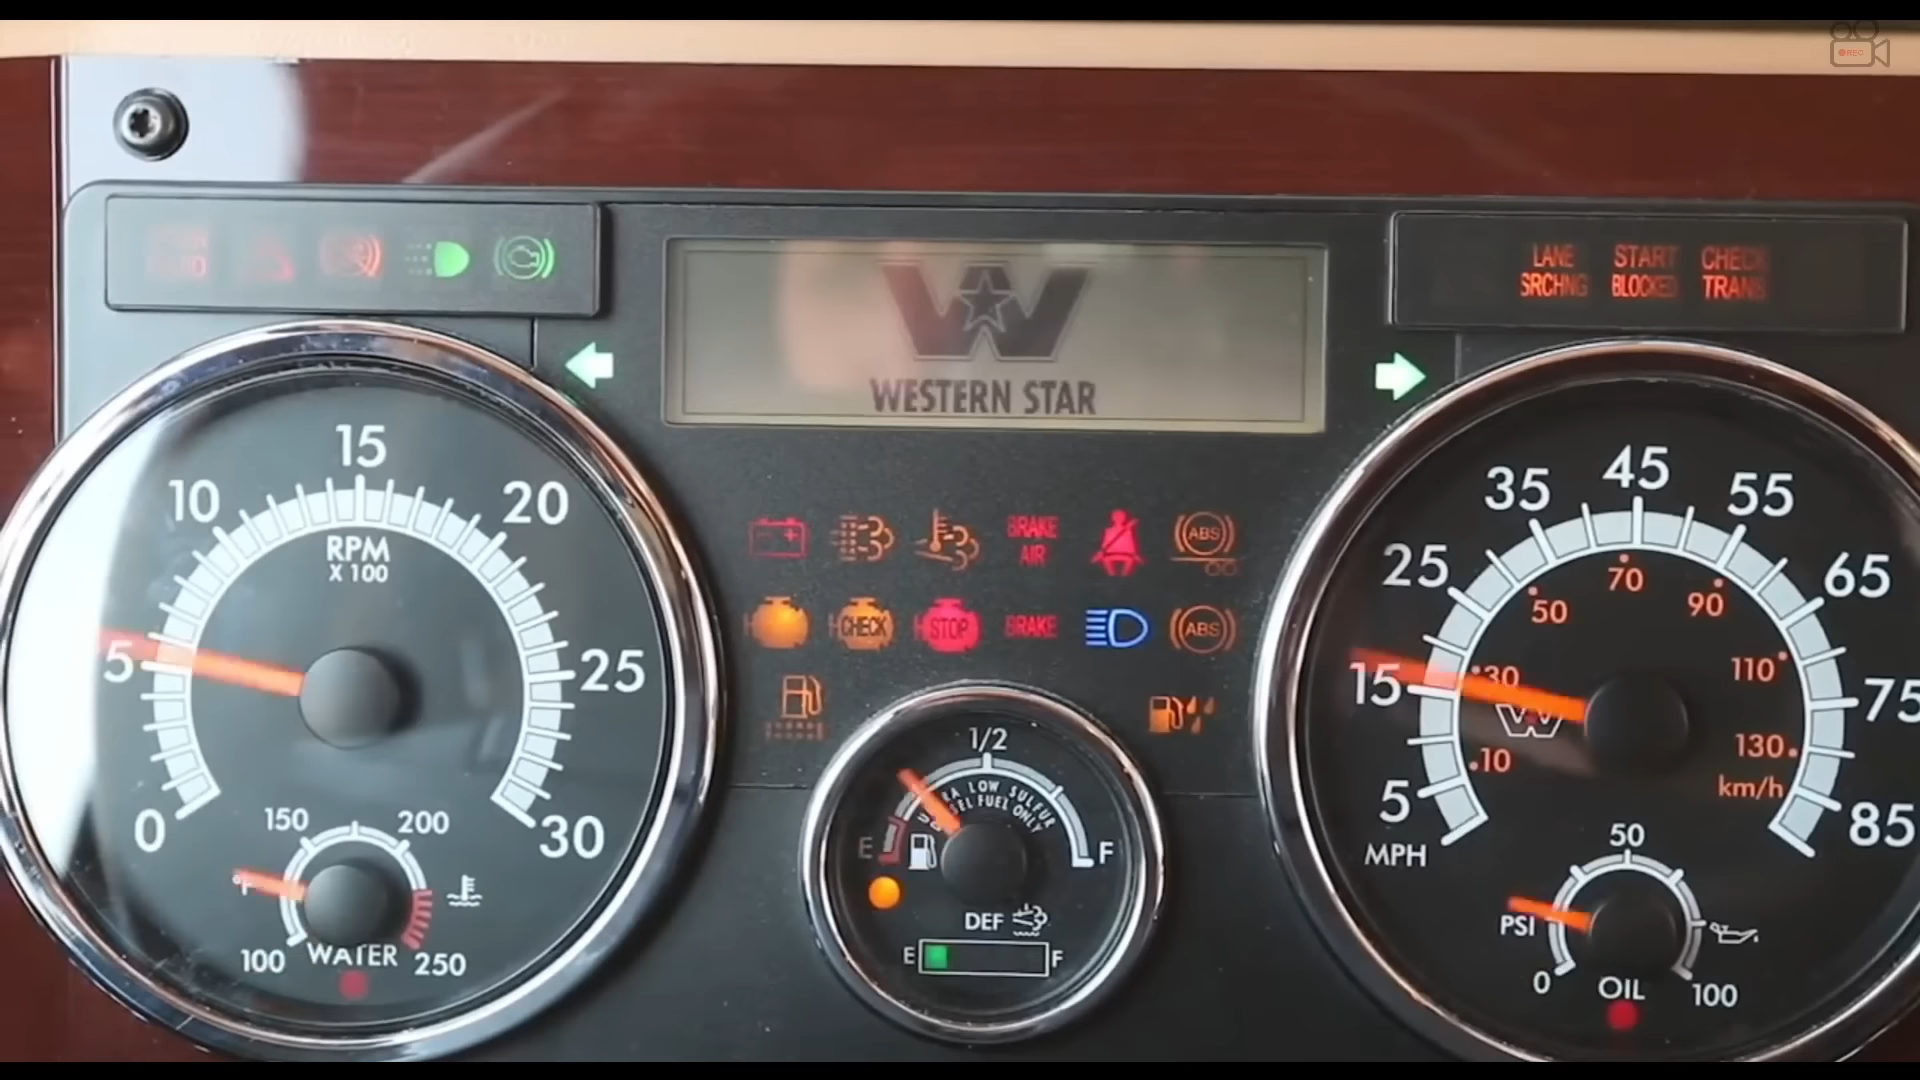 REC
LANE
SRCHNG
START
BLOCKED
CHECK
TRANS
WESTERN STAR
0
5
10
15
20
25
30
RPM
X 100
100
150
200
250
°F
WATER
BRAKE
AIR
ABS
CHECK
STOP
BRAKE
ABS
E
1/2
F
LOW SULFUR
FUEL ONLY
DEF
E
F
5
15
25
35
45
55
65
75
85
MPH
10
30
50
70
90
110
130
km/h
PSI
0
50
100
OIL